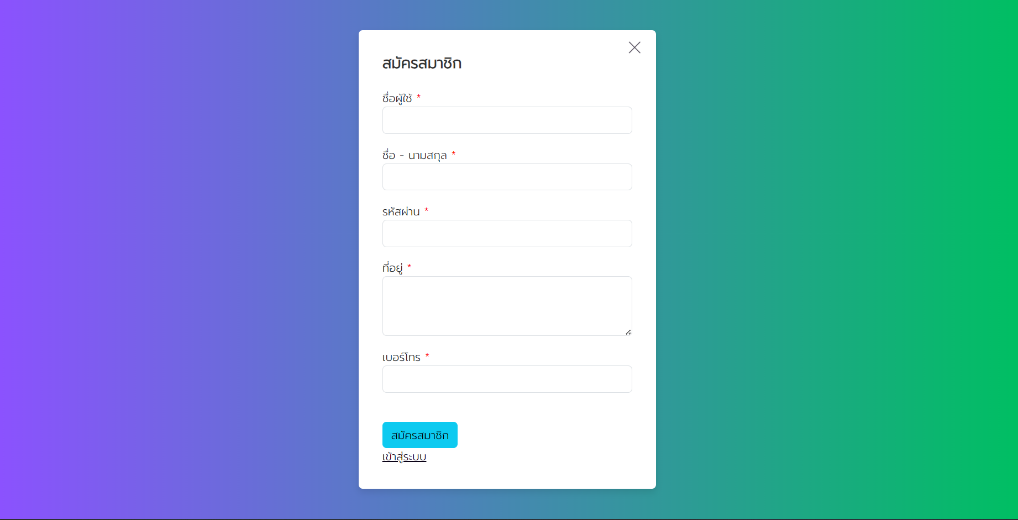 สมัครสมาชิก
ชื่อผู้ใช้ *
ชื่อ - นามสกุล *
รหัสผ่าน *
ที่อยู่ *
เบอร์โทร *
สมัครสมาชิก
เข้าสู่ระบบ